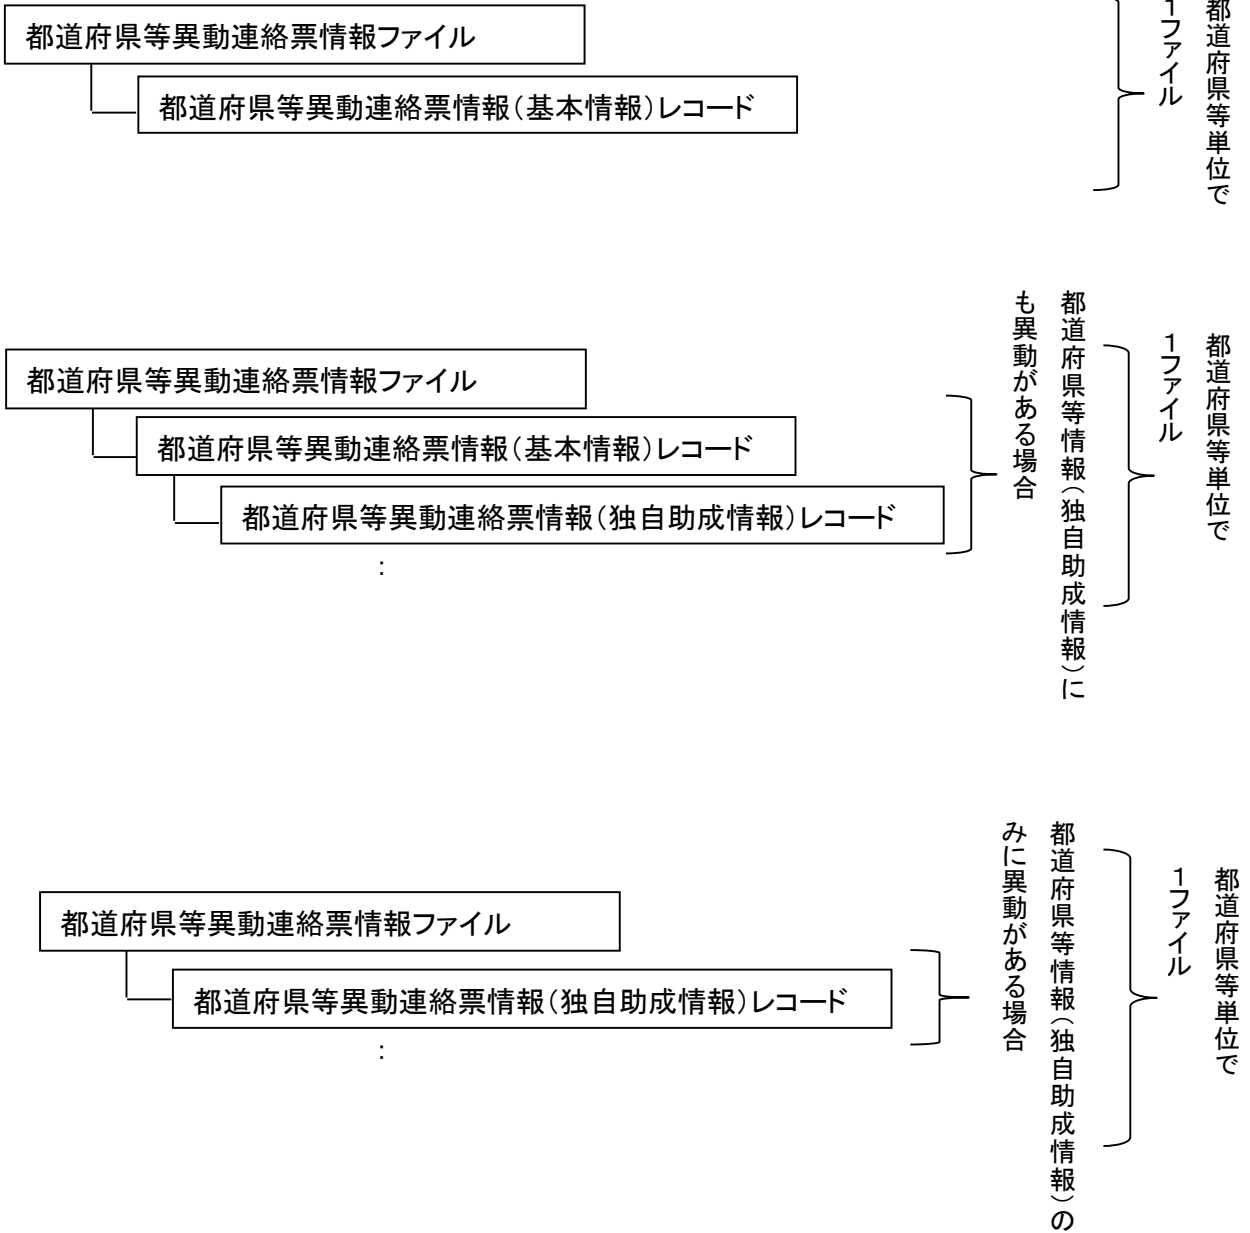 都道府県等異動連絡票情報ファイル
都道府県等異動連絡票情報（基本情報）レコード
都道府県等単位で
1ファイル
都道府県等異動連絡票情報ファイル
都道府県等異動連絡票情報（基本情報）レコード
都道府県等異動連絡票情報（独自助成情報）レコード
：
都道府県等情報（独自助成情報）に
も異動がある場合
都道府県等単位で
1ファイル
都道府県等異動連絡票情報ファイル
都道府県等異動連絡票情報（独自助成情報）レコード
：
都道府県等情報（独自助成情報）の
みに異動がある場合
都道府県等単位で
1ファイル